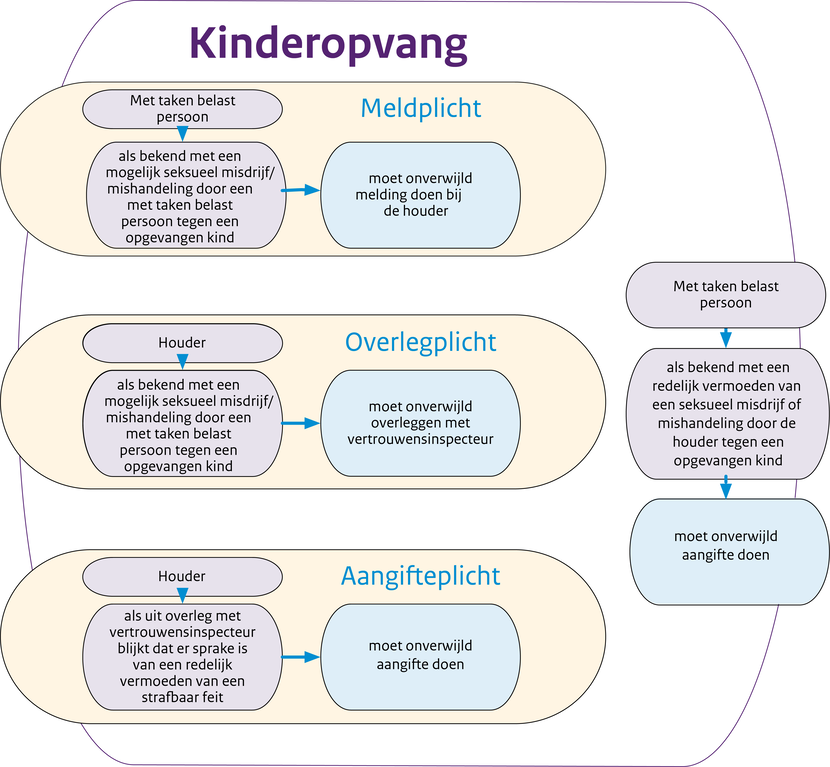 Kinderopvang
Met taken belast
persoon
Meldplicht
als bekend met een
mogelijk seksueel misdrijf/
mishandeling door een
met taken belast
persoon tegen een
opgevangen kind
moet onverwijld
melding doen bij
de houder
Houder
Overlegplicht
als bekend met een
mogelijk seksueel misdrijf/
mishandeling door een
met taken belast
persoon tegen een
opgevangen kind
moet onverwijld
overleggen met
vertrouwensinspecteur
Houder
Aangifteplicht
als uit overleg met
vertrouwensinspecteur
blijkt dat er sprake is
van een redelijk
vermoeden van een
strafbaar feit
moet onverwijld
aangifte doen
Met taken belast
persoon
als bekend met een
redelijk vermoeden van
een seksueel misdrijf of
mishandeling door de
houder tegen een
opgevangen kind
moet onverwijld
aangifte doen